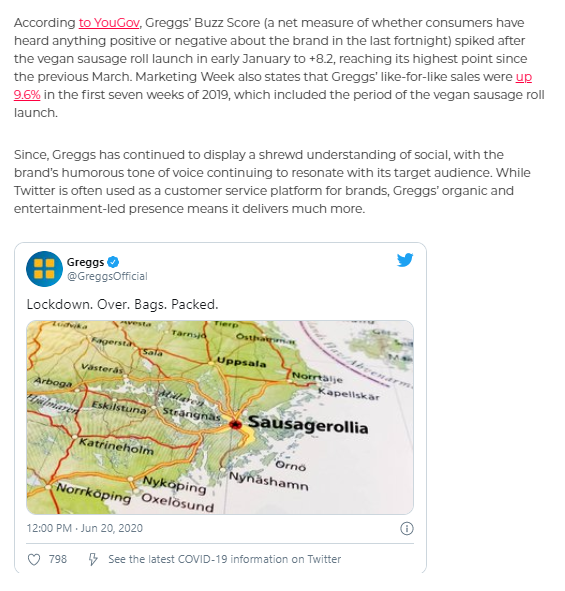 According to YouGov, Greggs’ Buzz Score (a net measure of whether consumers have
heard anything positive or negative about the brand in the last fortnight) spiked after
the vegan sausage roll launch in early January to +8.2, reaching its highest point since
the previous March. Marketing Week also states that Greggs’ like-for-like sales were up
9.6% in the first seven weeks of 2019, which included the period of the vegan sausage roll
launch.
Since, Greggs has continued to display a shrewd understanding of social, with the
brand’s humorous tone of voice continuing to resonate with its target audience. While
Twitter is often used as a customer service platform for brands, Greggs’ organic and
entertainment-led presence means it delivers much more.
Greggs
@GreggsOfficial
Lockdown. Over. Bags. Packed.
Tierp
Tärnsjö
Östhammar
Fagersta
Sala
Uppsala
Västerås
Norrtälje
Kapellskär
Arboga
Mälaren
Hjälmaren
Eskilstuna
Strängnäs
Sausagerollia
Katrineholm
Ornö
Nyköping
Nynäshamn
Norrköping
Oxelösund
12:00 PM · Jun 20, 2020
798
See the latest COVID-19 information on Twitter